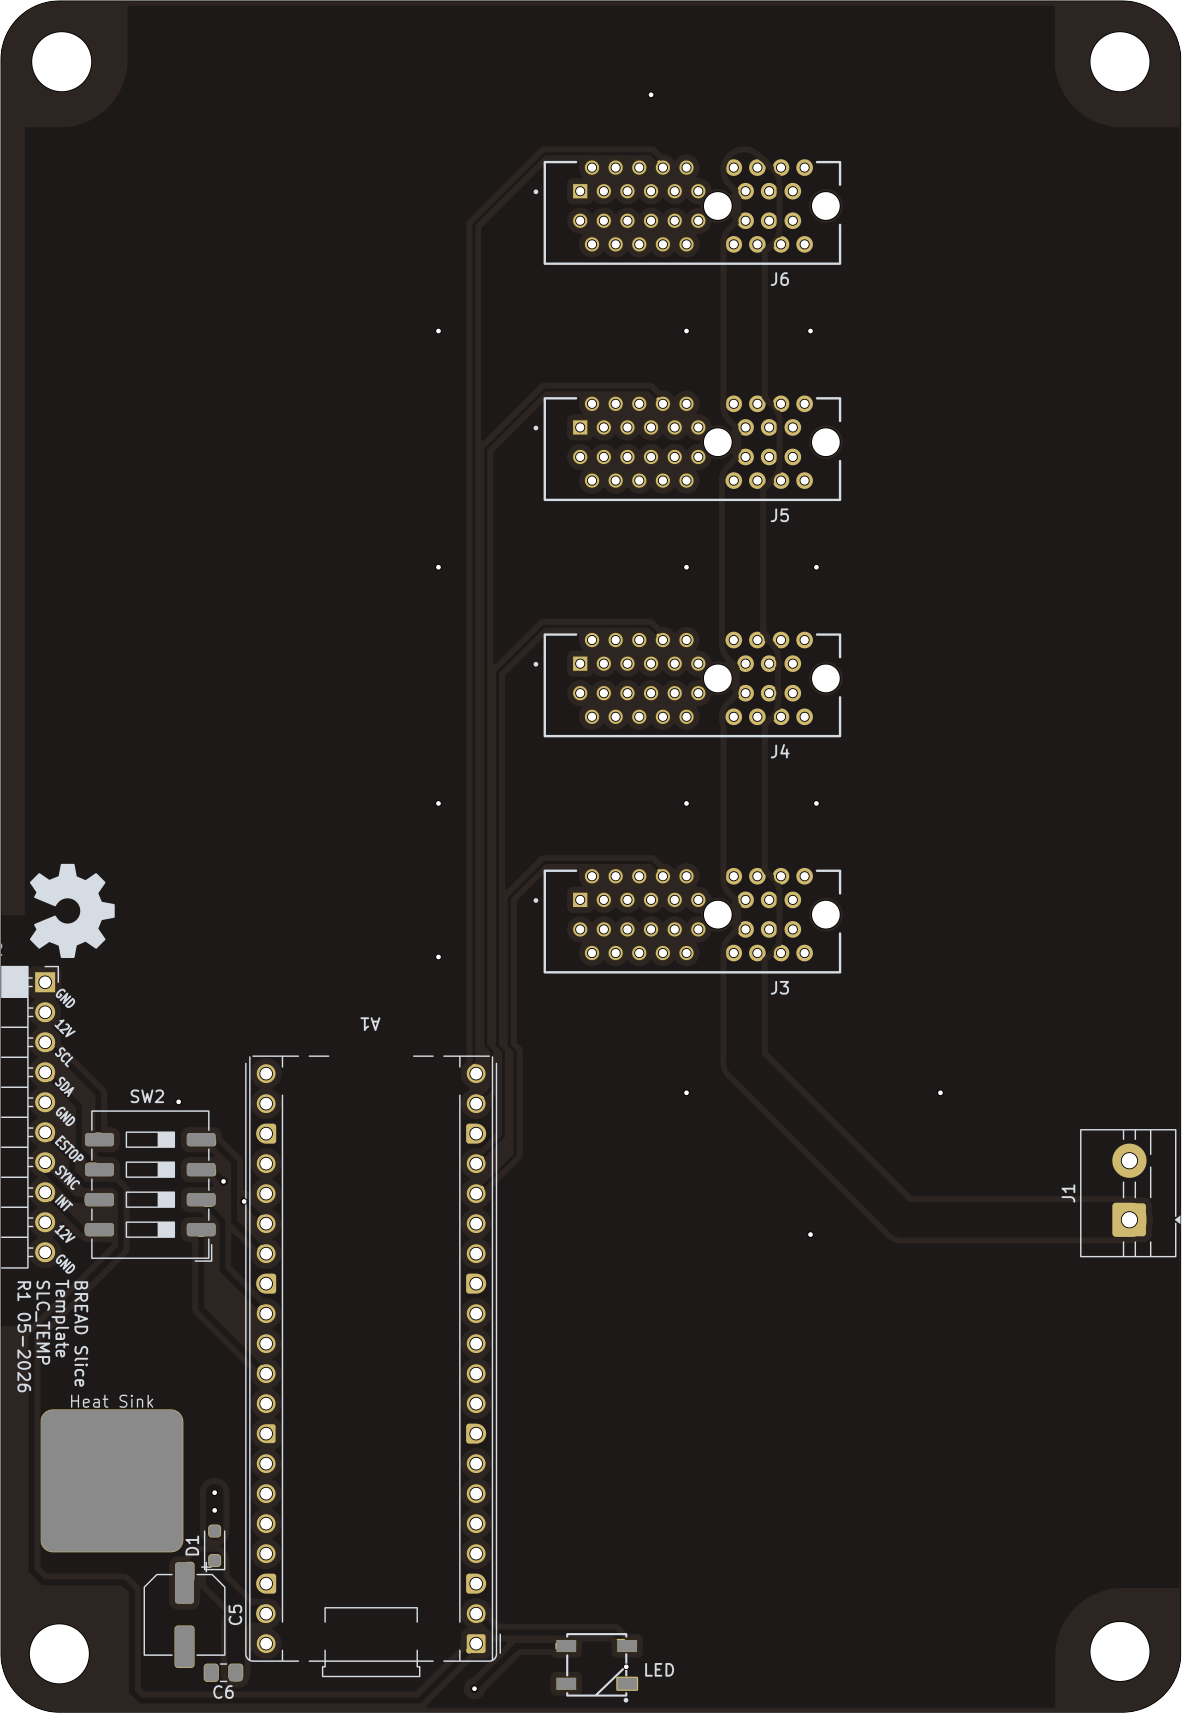 J6
J5
J4
J3
A1
GND
12V
SCL
SDA
GND
ESTOP
SYNC
INT
12V
GND
SW2
J1
BREAD Slice
Template
SLC_TEMP
R1 05-2026
Heat Sink
D1
+
C5
C6
LED